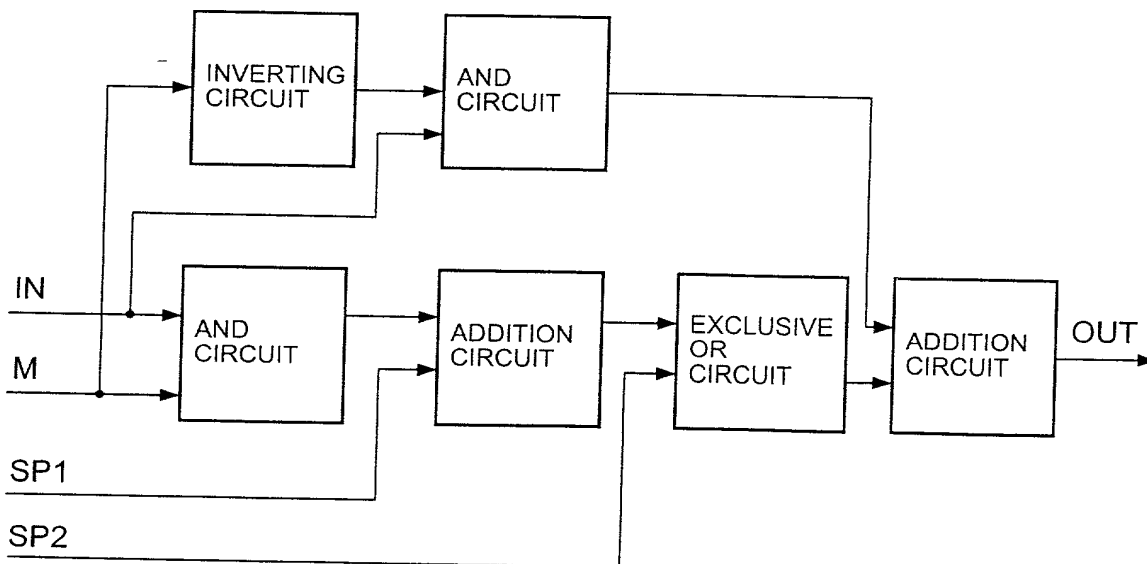 INVERTING
CIRCUIT
AND
CIRCUIT
IN
M
AND
CIRCUIT
ADDITION
CIRCUIT
EXCLUSIVE
OR
CIRCUIT
ADDITION
CIRCUIT
OUT
SP1
SP2